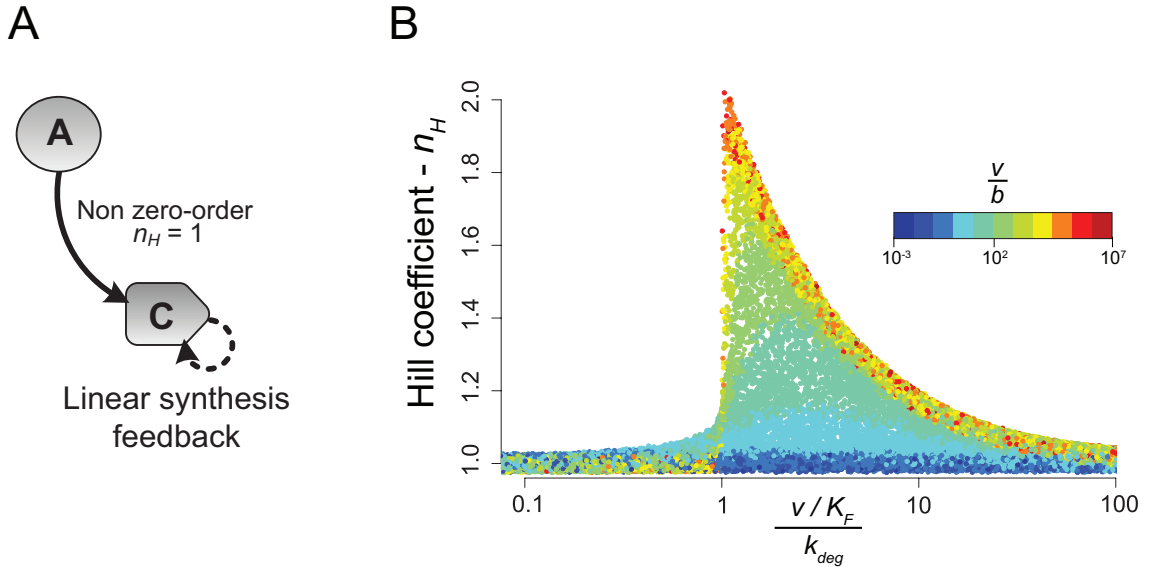 A
B
A
Non zero-order
n_H = 1
C
Linear synthesis
feedback
Hill coefficient - n_H
2.0
1.8
1.6
1.4
1.2
1.0
v
b
10^-3
10^2
10^7
0.1
1
10
100
v / K_F
k_deg